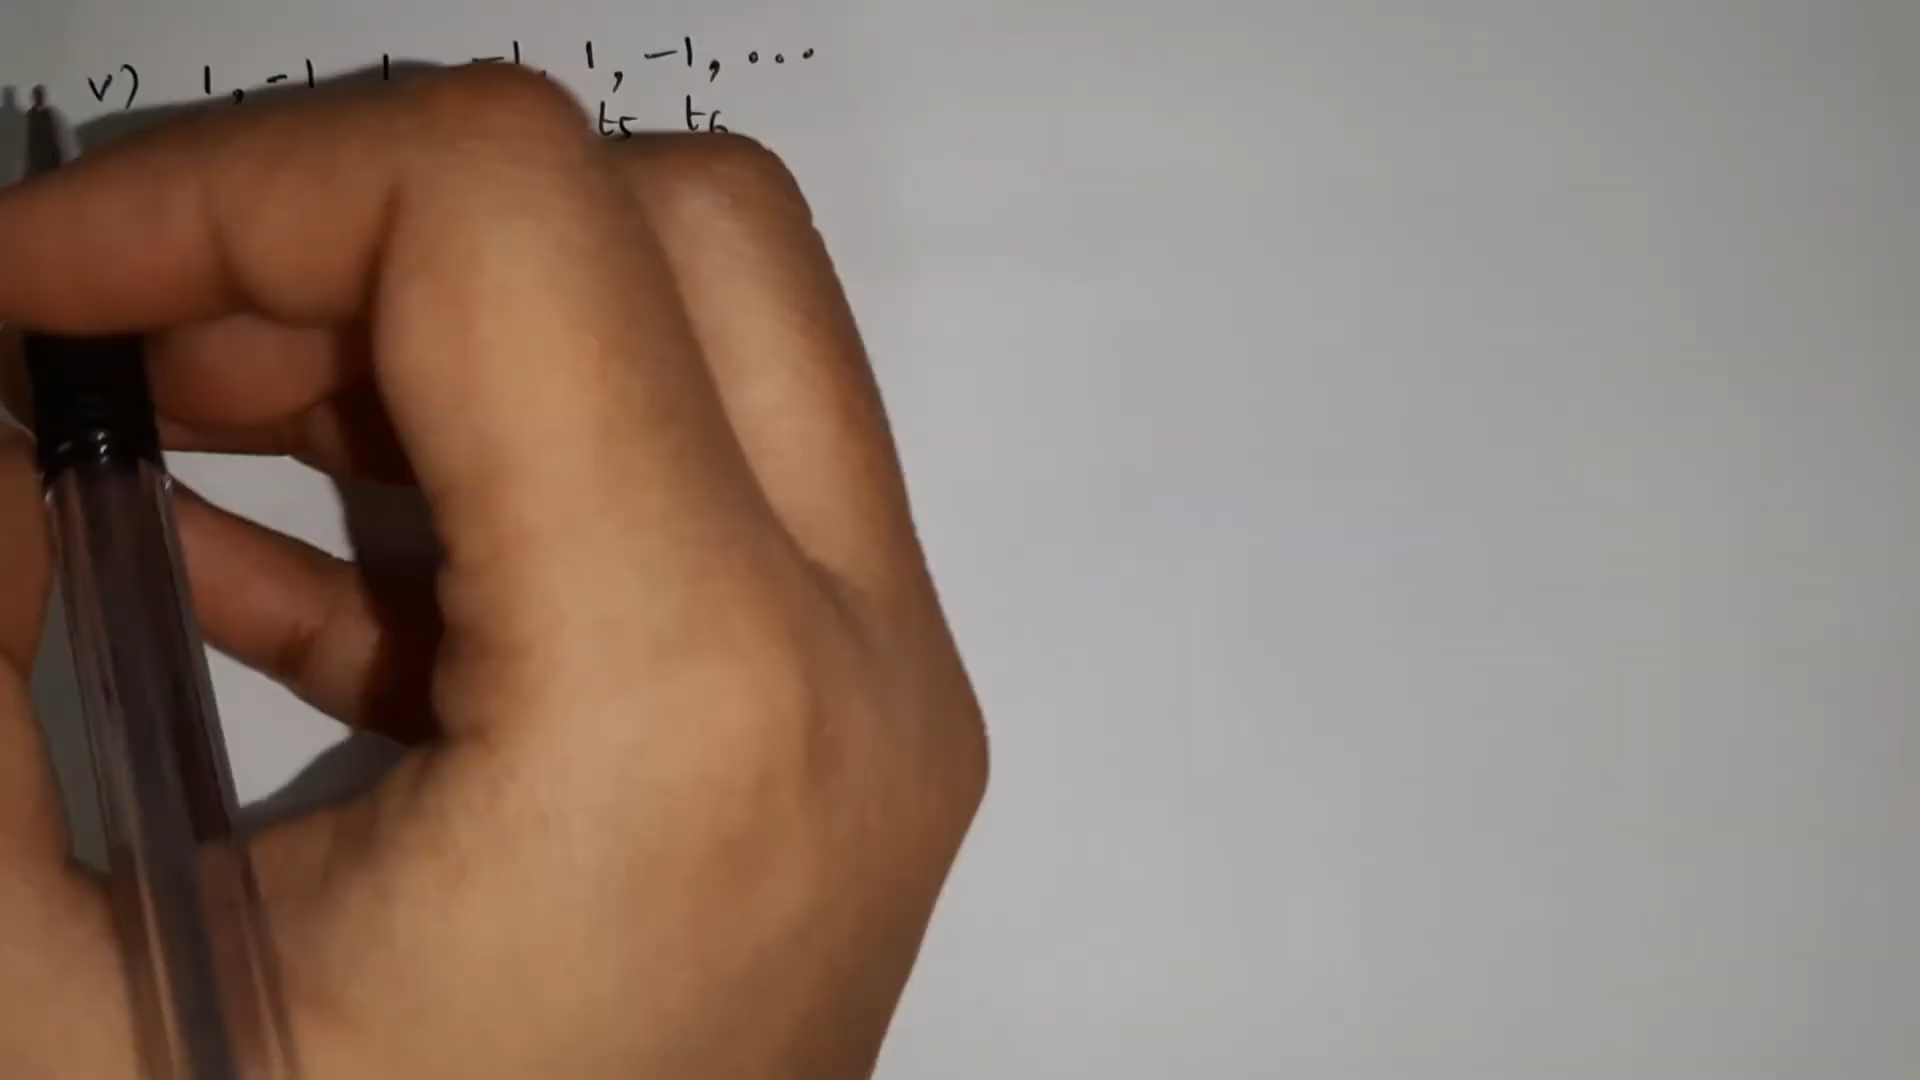 v) 1, -1 1 -1, 1, -1, ...
t5 t6